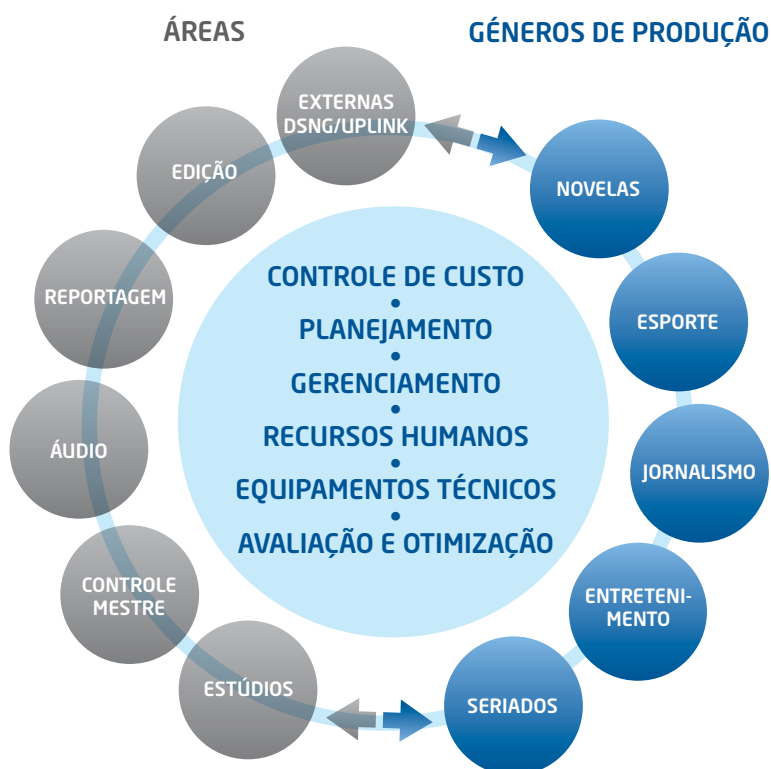 ÁREAS
GÉNEROS DE PRODUÇÃO
EXTERNAS
DSNG/UPLINK
EDIÇÃO
REPORTAGEM
ÁUDIO
CONTROLE
MESTRE
ESTÚDIOS
NOVELAS
ESPORTE
JORNALISMO
ENTRETENI-
MENTO
SERIADOS
CONTROLE DE CUSTO
•
PLANEJAMENTO
•
GERENCIAMENTO
•
RECURSOS HUMANOS
•
EQUIPAMENTOS TÉCNICOS
•
AVALIAÇÃO E OTIMIZAÇÃO